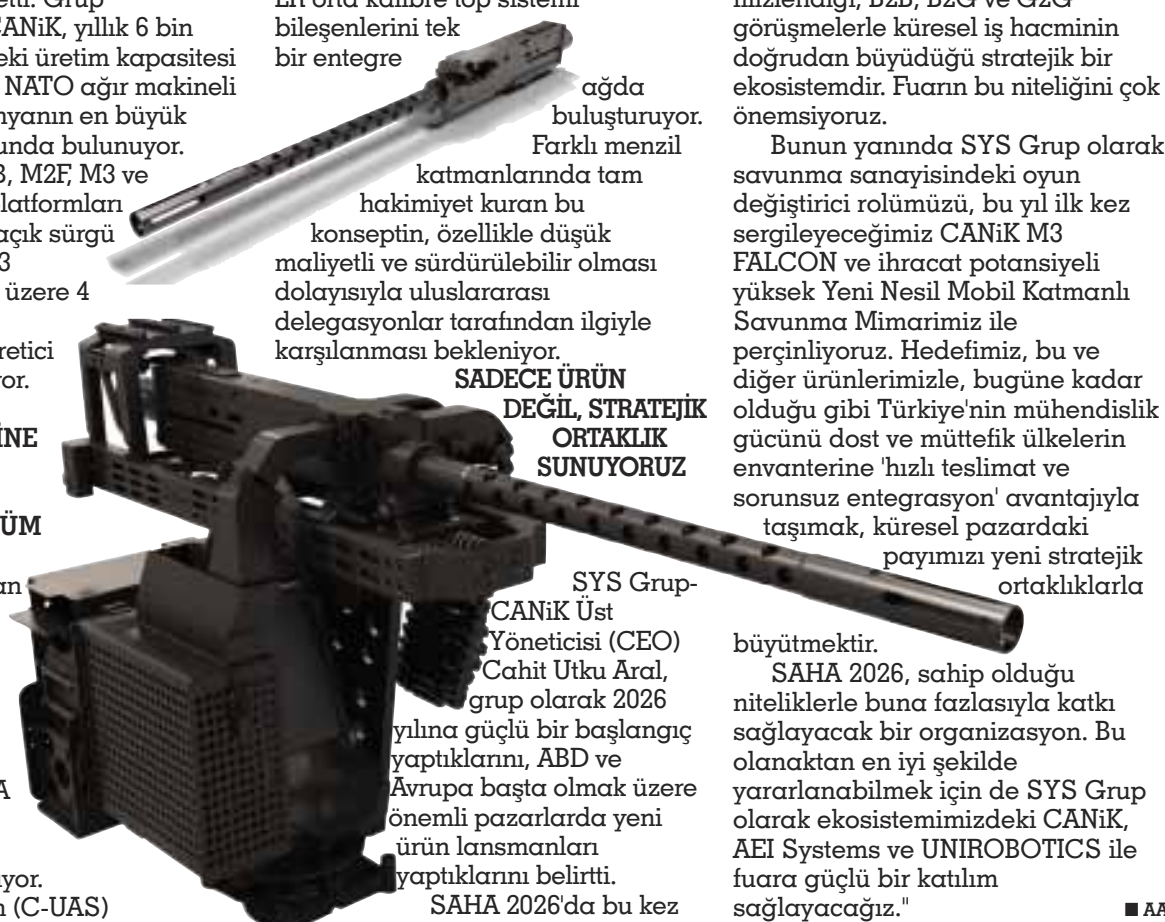 etti. Grup
CANiK, yıllık 6 bin
eki üretim kapasitesi
NATO ağır makineli
nyanın en büyük
unda bulunuyor.
3, M2F, M3 ve
latformları
açık sürgü
3
üzere 4
retici
or.
İNE
ÜM
an
A
yor.
n (C-UAS)
ER orta kalibre top sistemi
bileşenlerini tek
bir entegre
ağda
buluşturuyor.
Farklı menzil
katmanlarında tam
hakimiyet kuran bu
konseptin, özellikle düşük
maliyetli ve sürdürülebilir olması
dolayısıyla uluslararası
delegasyonlar tarafından ilgiyle
karşılanması bekleniyor.
SADECE ÜRÜN
DEĞİL, STRATEJİK
ORTAKLIK
SUNUYORUZ
SYS Grup-
CANiK Üst
Yöneticisi (CEO)
Cahit Utku Aral,
grup olarak 2026
yılına güçlü bir başlangıç
yaptıklarını, ABD ve
Avrupa başta olmak üzere
önemli pazarlarda yeni
ürün lansmanları
yaptıklarını belirtti.
SAHA 2026'da bu kez
mizlendiği, B2B, B2G ve G2G
görüşmelerle küresel iş hacminin
doğrudan büyüdüğü stratejik bir
ekosistemdir. Fuarın bu niteliğini çok
önemsiyoruz.
Bunun yanında SYS Grup olarak
savunma sanayisindeki oyun
değiştirici rolümüzü, bu yıl ilk kez
sergileyeceğimiz CANiK M3
FALCON ve ihracat potansiyeli
yüksek Yeni Nesil Mobil Katmanlı
Savunma Mimarimiz ile
perçinliyoruz. Hedefimiz, bu ve
diğer ürünlerimizle, bugüne kadar
olduğu gibi Türkiye'nin mühendislik
gücünü dost ve müttefik ülkelerin
envanterine 'hızlı teslimat ve
sorunsuz entegrasyon' avantajıyla
taşımak, küresel pazardaki
payımızı yeni stratejik
ortaklıklarla
büyütmektir.
SAHA 2026, sahip olduğu
niteliklerle buna fazlasıyla katkı
sağlayacak bir organizasyon. Bu
olanaktan en iyi şekilde
yararlanabilmek için de SYS Grup
olarak ekosistemimizdeki CANiK,
AEI Systems ve UNIROBOTICS ile
fuara güçlü bir katılım
sağlayacağız."
■ AA